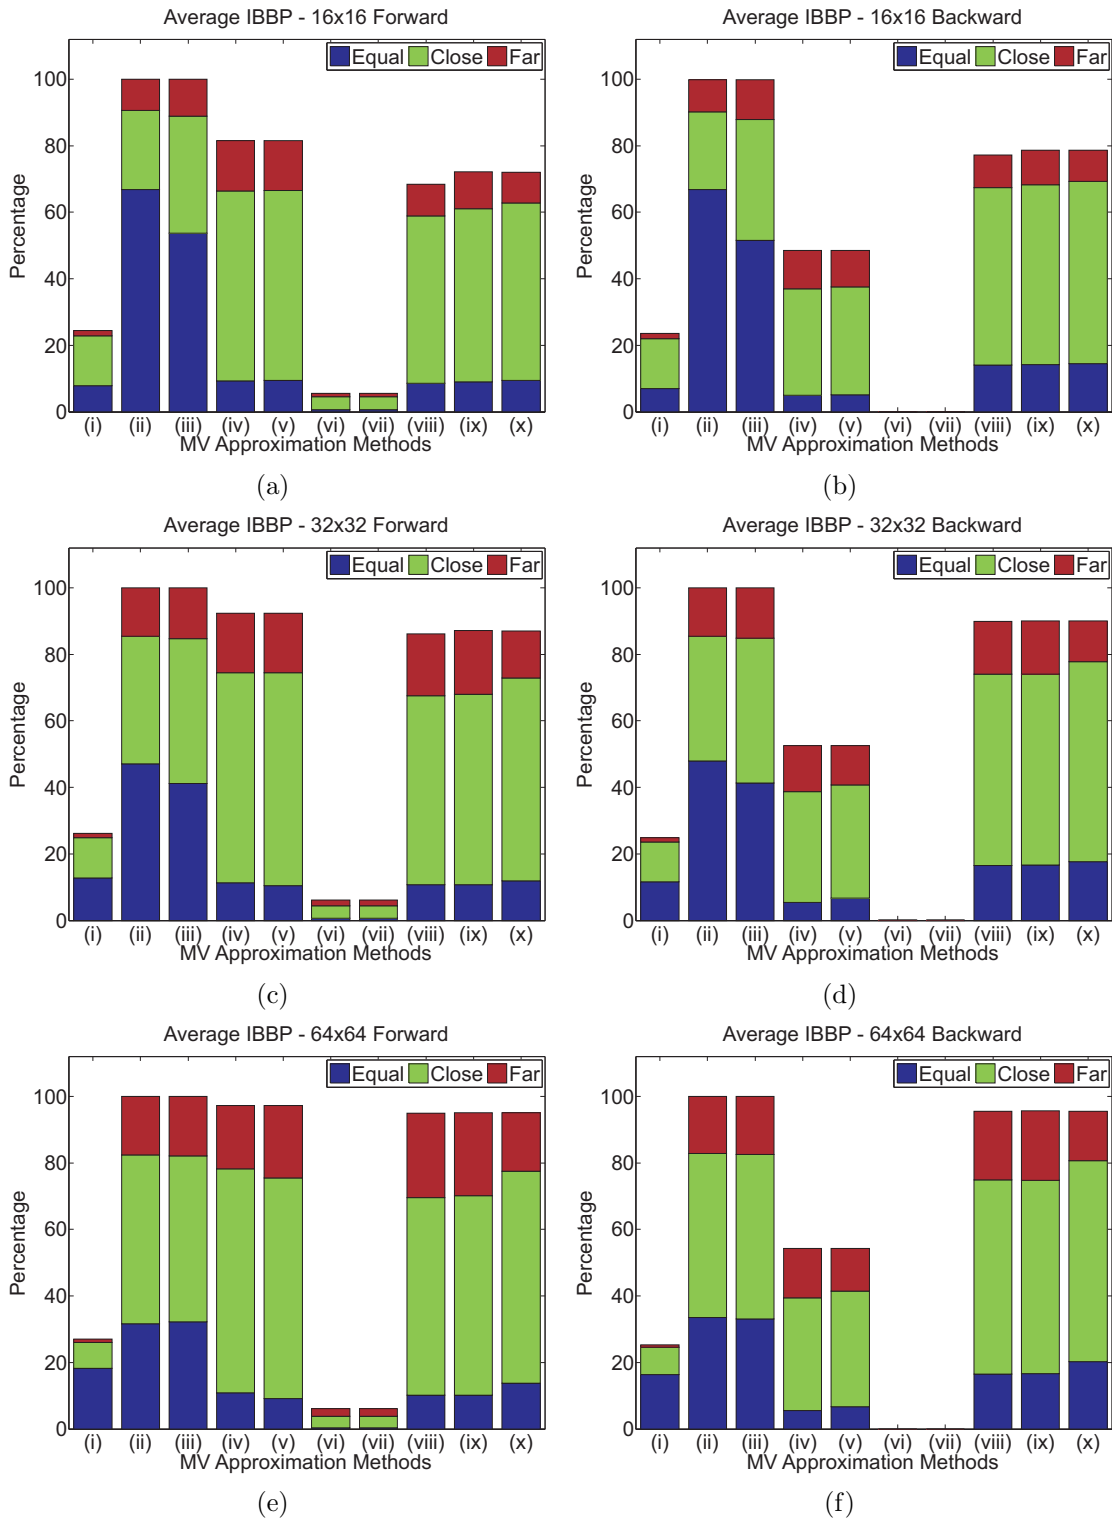 Average IBBP - 16x16 Forward
Equal Close Far
100
80
60
40
20
0
Percentage
(i) (ii) (iii) (iv) (v) (vi) (vii) (viii) (ix) (x)
MV Approximation Methods
(a)
Average IBBP - 16x16 Backward
Equal Close Far
100
80
60
40
20
0
Percentage
(i) (ii) (iii) (iv) (v) (vi) (vii) (viii) (ix) (x)
MV Approximation Methods
(b)
Average IBBP - 32x32 Forward
Equal Close Far
100
80
60
40
20
0
Percentage
(i) (ii) (iii) (iv) (v) (vi) (vii) (viii) (ix) (x)
MV Approximation Methods
(c)
Average IBBP - 32x32 Backward
Equal Close Far
100
80
60
40
20
0
Percentage
(i) (ii) (iii) (iv) (v) (vi) (vii) (viii) (ix) (x)
MV Approximation Methods
(d)
Average IBBP - 64x64 Forward
Equal Close Far
100
80
60
40
20
0
Percentage
(i) (ii) (iii) (iv) (v) (vi) (vii) (viii) (ix) (x)
MV Approximation Methods
(e)
Average IBBP - 64x64 Backward
Equal Close Far
100
80
60
40
20
0
Percentage
(i) (ii) (iii) (iv) (v) (vi) (vii) (viii) (ix) (x)
MV Approximation Methods
(f)